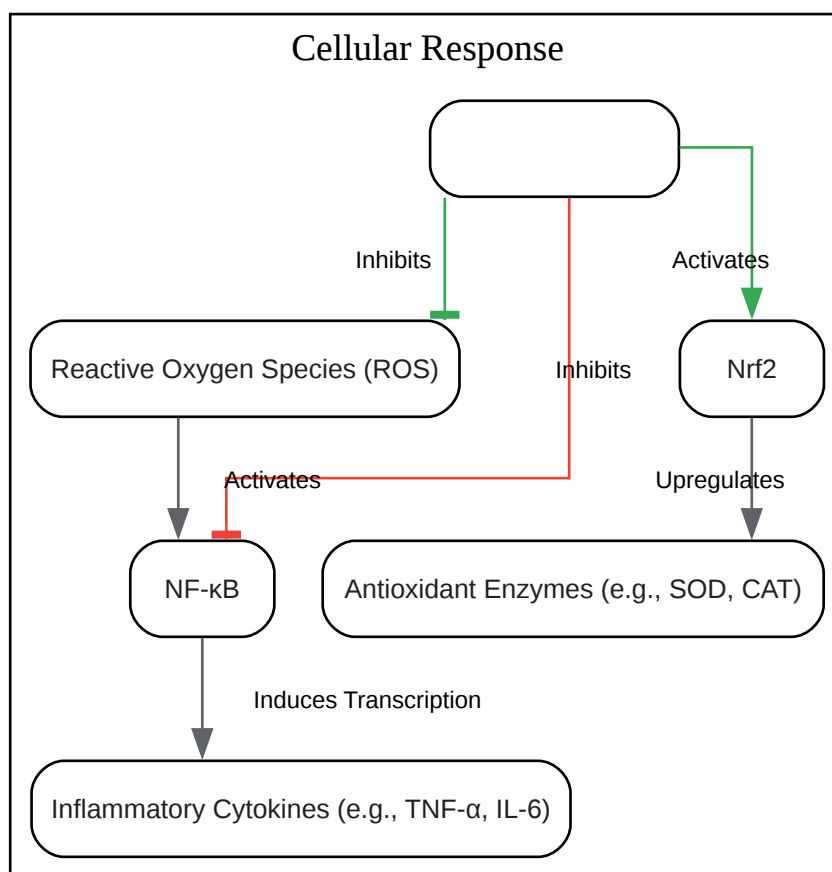 Cellular Response
Inhibits
Activates
Reactive Oxygen Species (ROS)
Inhibits
Nrf2
Activates
Upregulates
NF-κB
Antioxidant Enzymes (e.g., SOD, CAT)
Induces Transcription
Inflammatory Cytokines (e.g., TNF-α, IL-6)